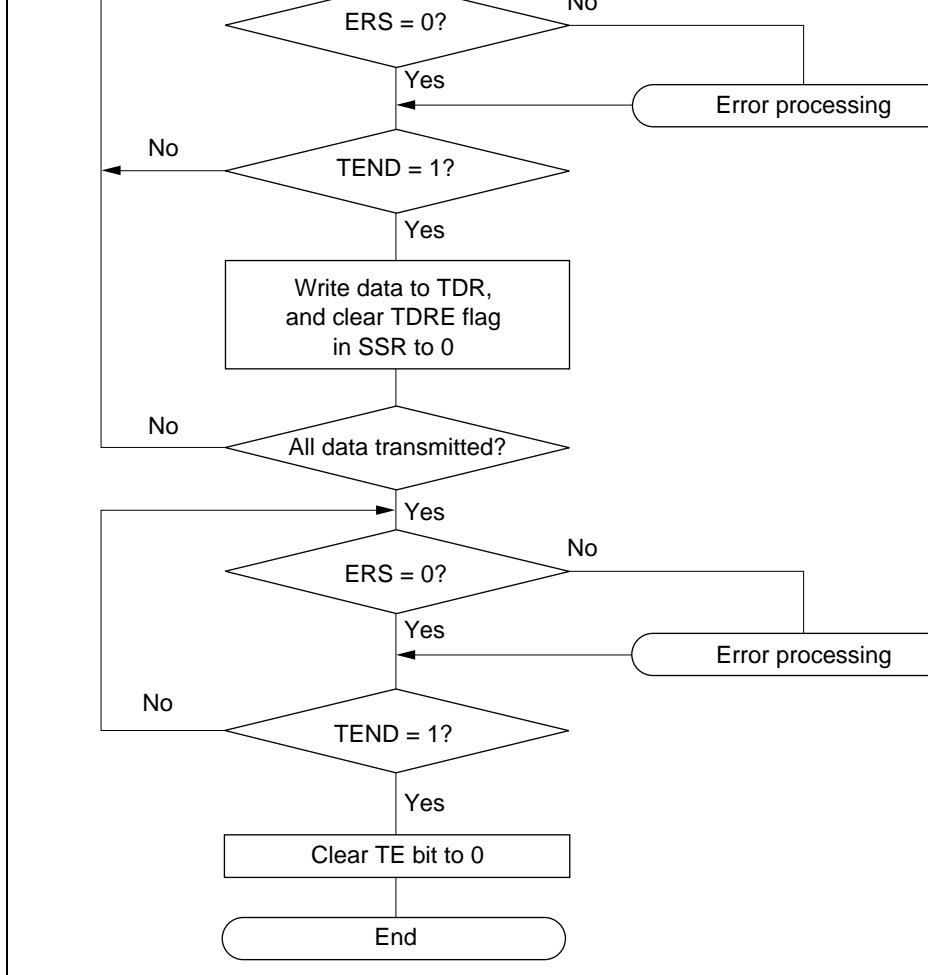 No
ERS = 0?
Yes
Error processing
No
TEND = 1?
Yes
Write data to TDR,
and clear TDRE flag
in SSR to 0
No
All data transmitted?
Yes
No
ERS = 0?
Yes
Error processing
No
TEND = 1?
Yes
Clear TE bit to 0
End